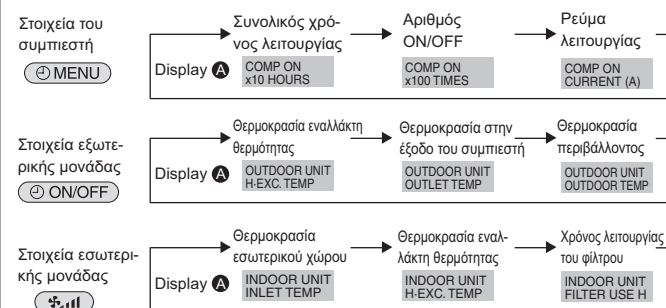 Στοιχεία του
συμπιεστή
MENU
Display A
Συνολικός χρό-
νος λειτουργίας
COMP ON
x10 HOURS
Αριθμός
ON/OFF
COMP ON
x100 TIMES
Ρεύμα
λειτουργίας
COMP ON
CURRENT (A)
Στοιχεία εξωτε-
ρικής μονάδας
ON/OFF
Display A
Θερμοκρασία εναλλάκτη
θερμότητας
OUTDOOR UNIT
H·EXC. TEMP
Θερμοκρασία στην
έξοδο του συμπιεστή
OUTDOOR UNIT
OUTLET TEMP
Θερμοκρασία
περιβάλλοντος
OUTDOOR UNIT
OUTDOOR TEMP
Στοιχεία εσωτερι-
κής μονάδας
Display A
Θερμοκρασία
εσωτερικού χώρου
INDOOR UNIT
INLET TEMP
Θερμοκρασία εναλ-
λάκτη θερμότητας
INDOOR UNIT
H·EXC. TEMP
Χρόνος λειτουργίας
του φίλτρου
INDOOR UNIT
FILTER USE H